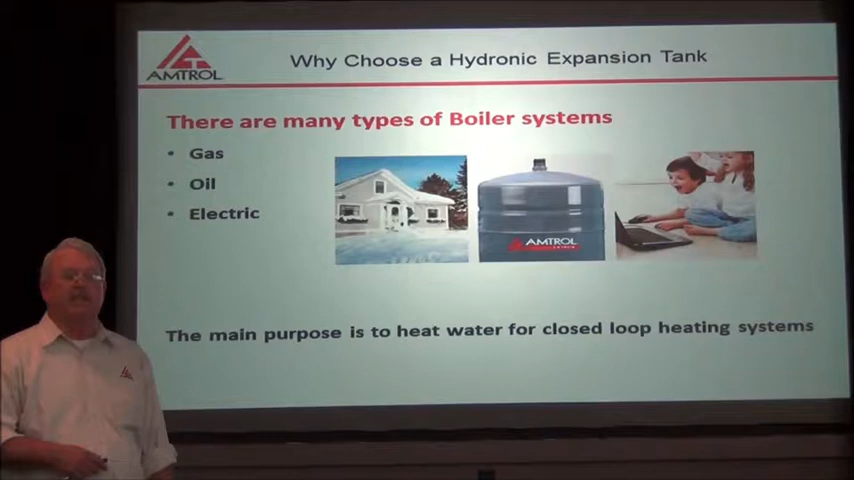 Why Choose a Hydronic Expansion Tank
AMTROL
There are many types of Boiler systems
• Gas
• Oil
• Electric
AMTROL
The main purpose is to heat water for closed loop heating systems